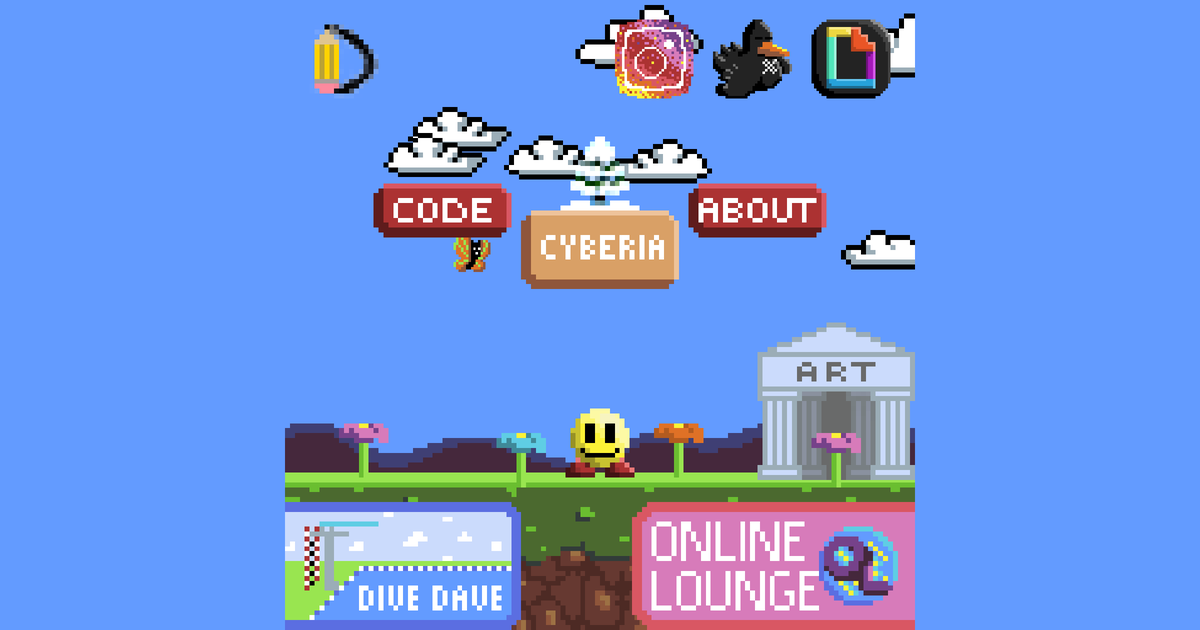 CODE
ABOUT
CYBERIA
ART
ONLINE
LOUNGE
DIVE DAVE